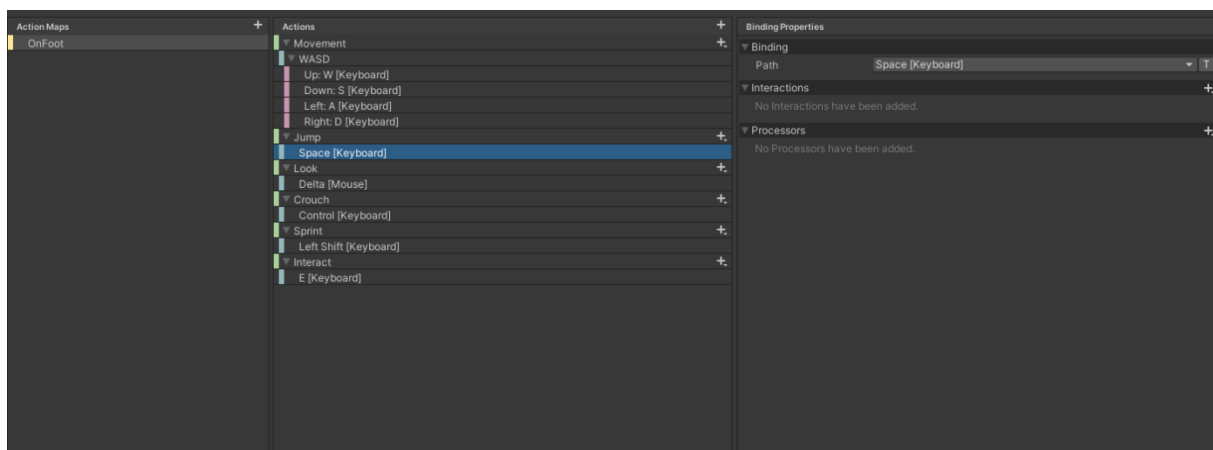 Action Maps
OnFoot
Actions
Movement
WASD
Up: W [Keyboard]
Down: S [Keyboard]
Left: A [Keyboard]
Right: D [Keyboard]
Jump
Space [Keyboard]
Look
Delta [Mouse]
Crouch
Control [Keyboard]
Sprint
Left Shift [Keyboard]
Interact
E [Keyboard]
Binding Properties
Binding
Path Space [Keyboard] T
Interactions
No Interactions have been added.
Processors
No Processors have been added.